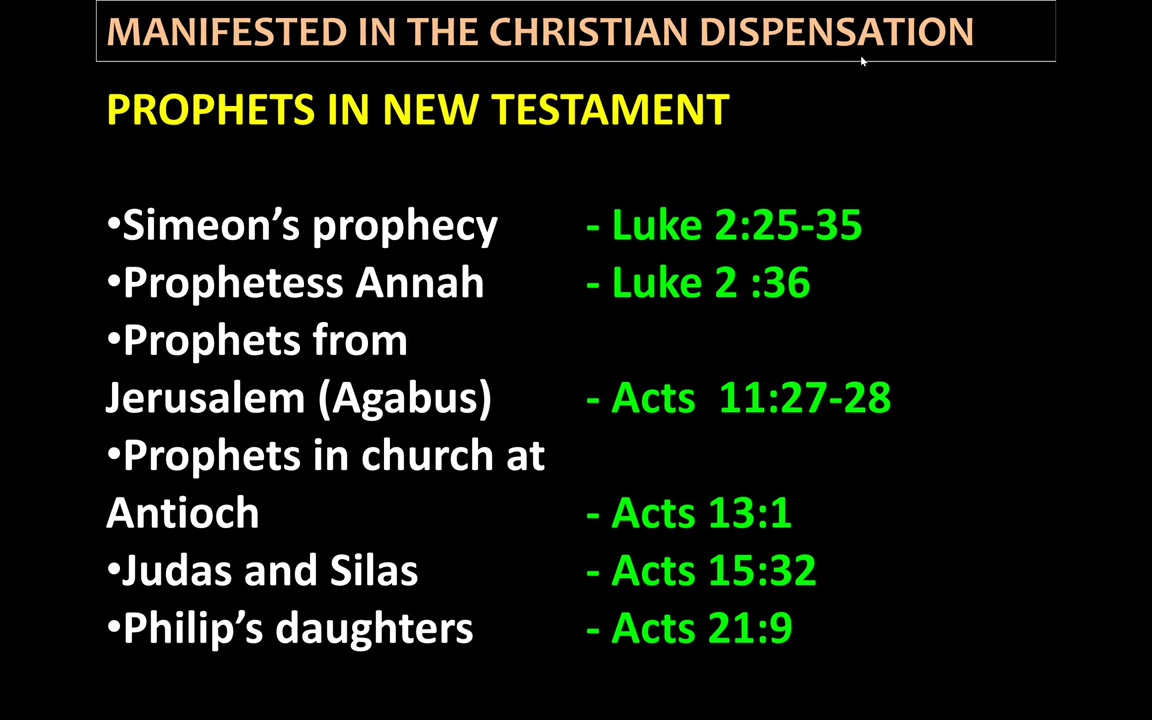 MANIFESTED IN THE CHRISTIAN DISPENSATION
PROPHETS IN NEW TESTAMENT
•Simeon’s prophecy - Luke 2:25-35
•Prophetess Annah - Luke 2 :36
•Prophets from
Jerusalem (Agabus) - Acts 11:27-28
•Prophets in church at
Antioch - Acts 13:1
•Judas and Silas - Acts 15:32
•Philip’s daughters - Acts 21:9